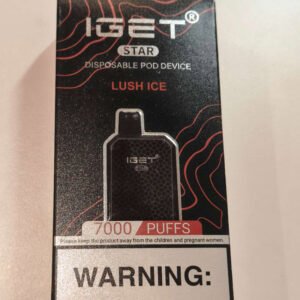 IGET®
STAR
DISPOSABLE POD DEVICE
LUSH ICE
IGET
7000 PUFFS
Please keep the product away from the children and pregnant women.
WARNING: